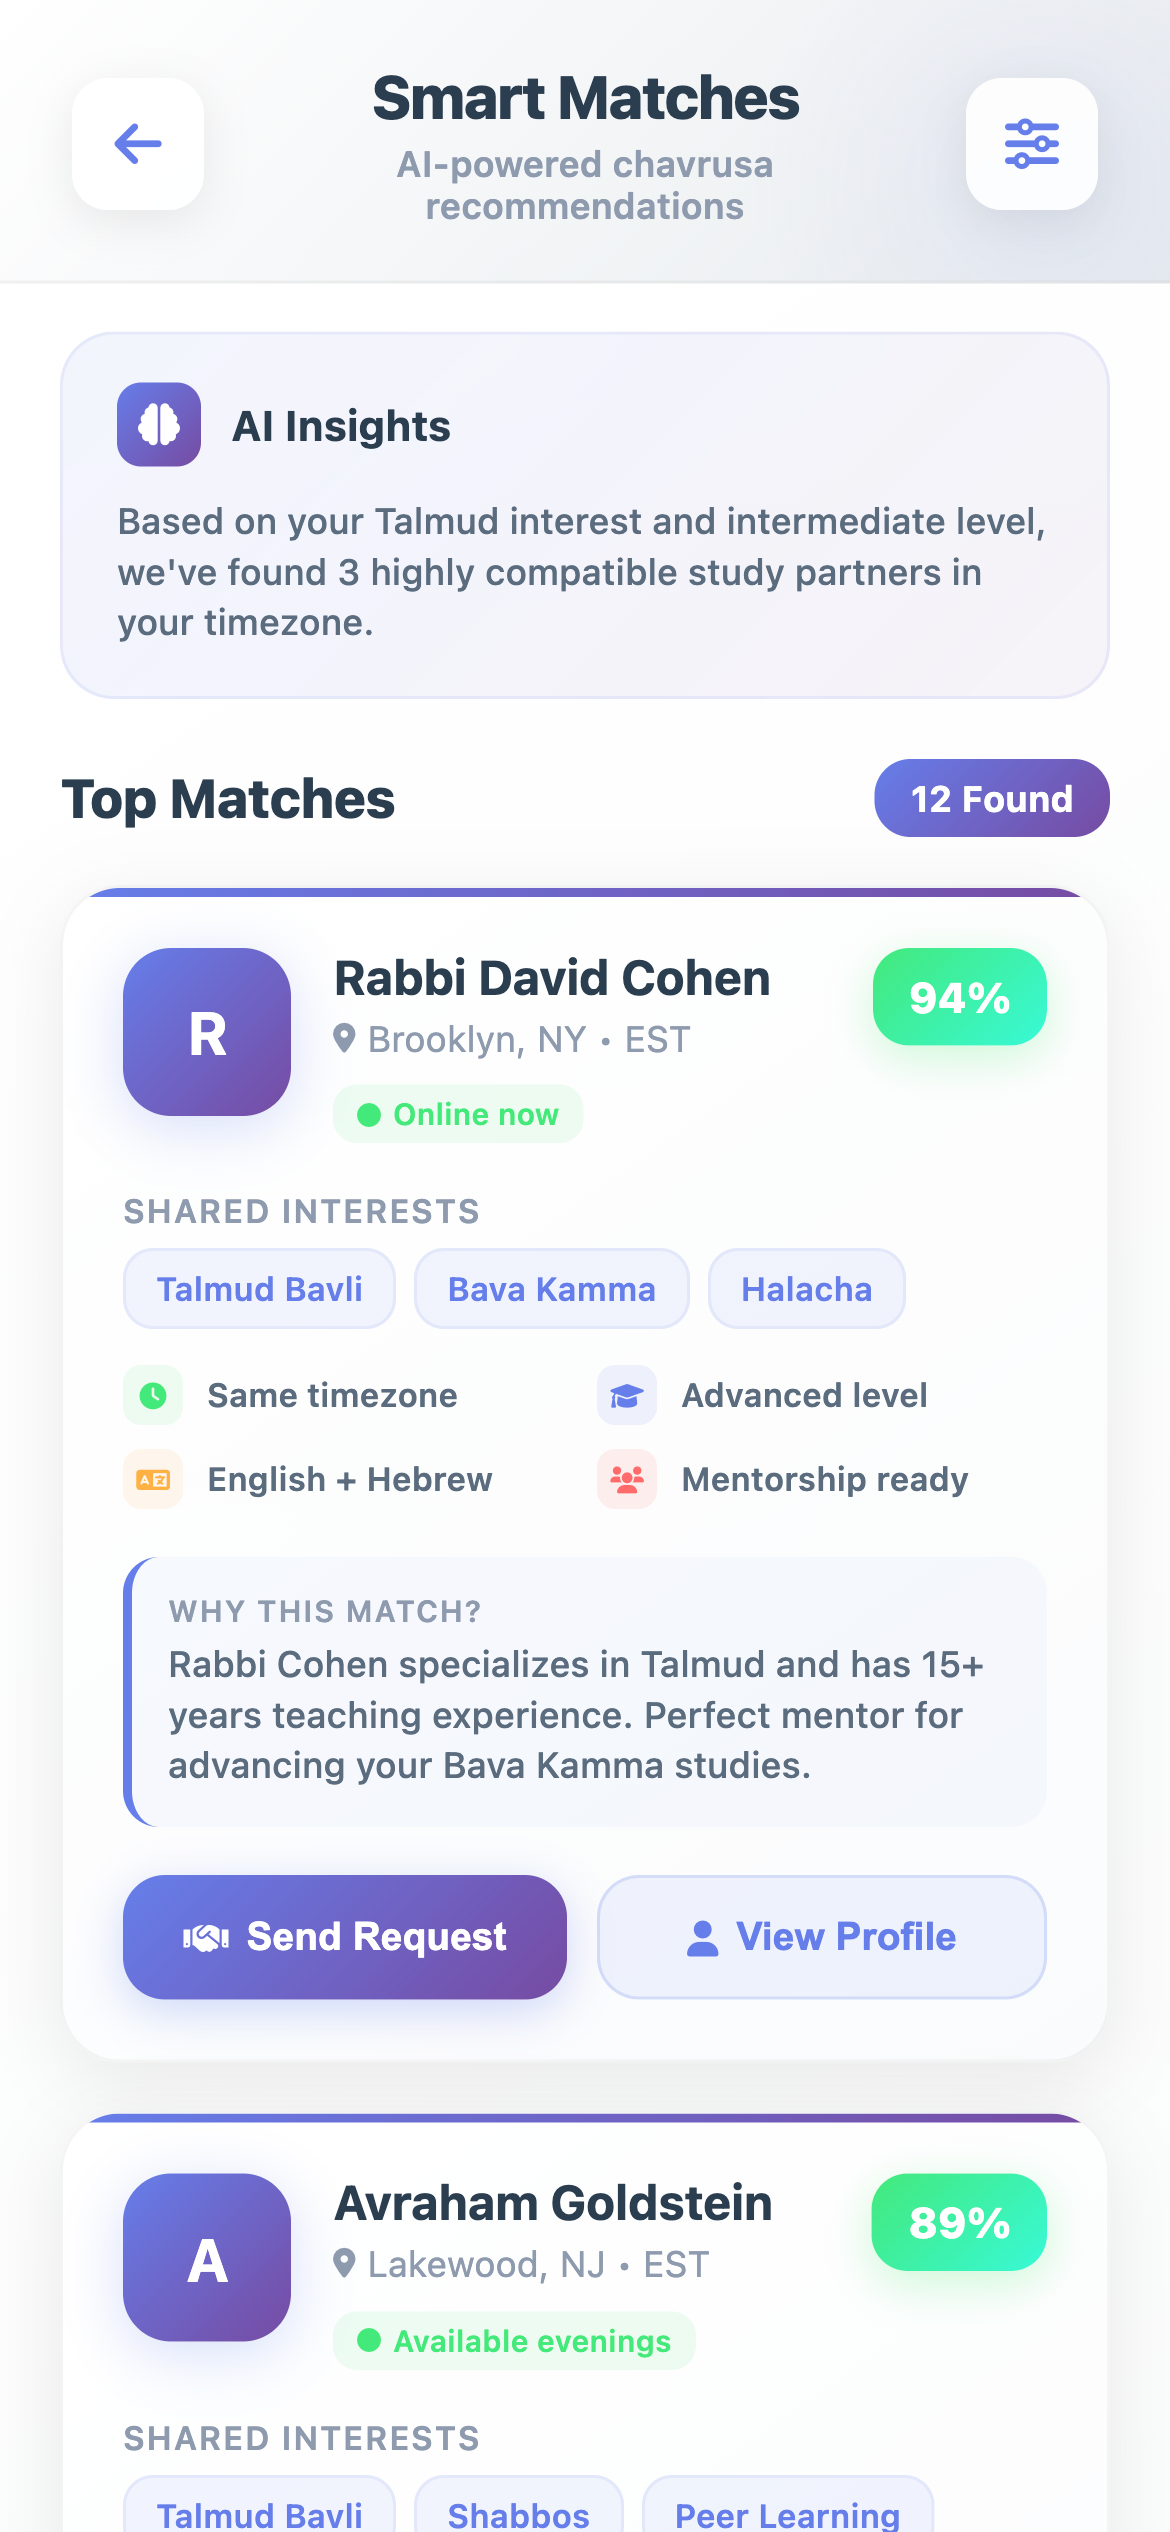 Smart Matches
AI-powered chavrusa
recommendations
AI Insights
Based on your Talmud interest and intermediate level,
we've found 3 highly compatible study partners in
your timezone.
Top Matches
12 Found
R
Rabbi David Cohen
94%
Brooklyn, NY • EST
Online now
SHARED INTERESTS
Talmud Bavli
Bava Kamma
Halacha
Same timezone
Advanced level
English + Hebrew
Mentorship ready
WHY THIS MATCH?
Rabbi Cohen specializes in Talmud and has 15+
years teaching experience. Perfect mentor for
advancing your Bava Kamma studies.
Send Request
View Profile
A
Avraham Goldstein
89%
Lakewood, NJ • EST
Available evenings
SHARED INTERESTS
Talmud Bavli
Shabbos
Peer Learning